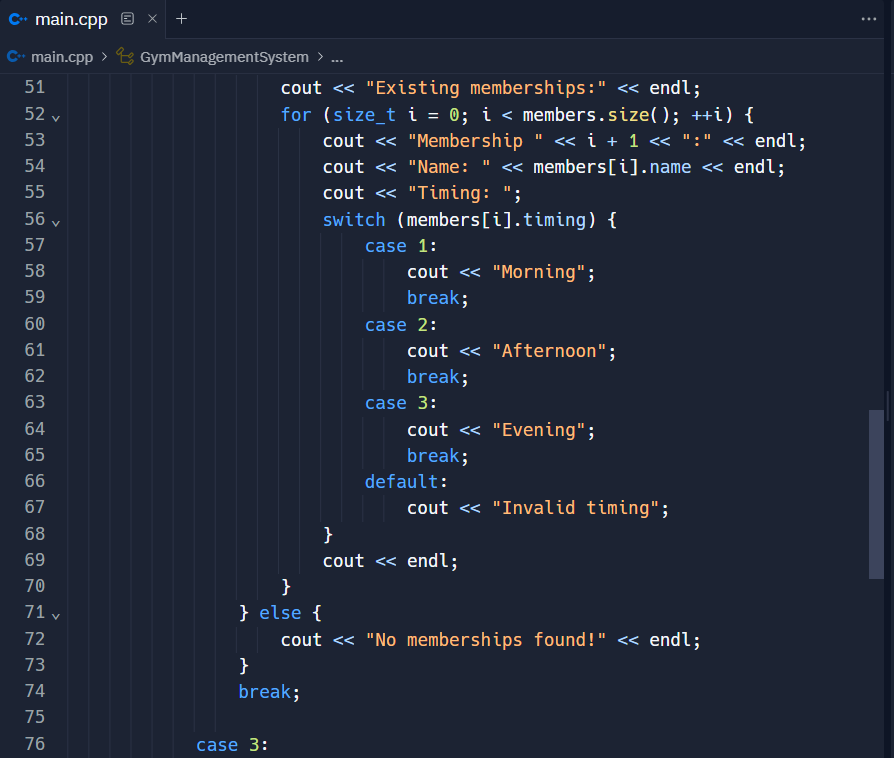 main.cpp
main.cpp > GymManagementSystem > ...
51 cout << "Existing memberships:" << endl;
52 for (size_t i = 0; i < members.size(); ++i) {
53 cout << "Membership " << i + 1 << ":" << endl;
54 cout << "Name: " << members[i].name << endl;
55 cout << "Timing: ";
56 switch (members[i].timing) {
57 case 1:
58 cout << "Morning";
59 break;
60 case 2:
61 cout << "Afternoon";
62 break;
63 case 3:
64 cout << "Evening";
65 break;
66 default:
67 cout << "Invalid timing";
68 }
69 cout << endl;
70 }
71 } else {
72 cout << "No memberships found!" << endl;
73 }
74 break;
75
76 case 3: